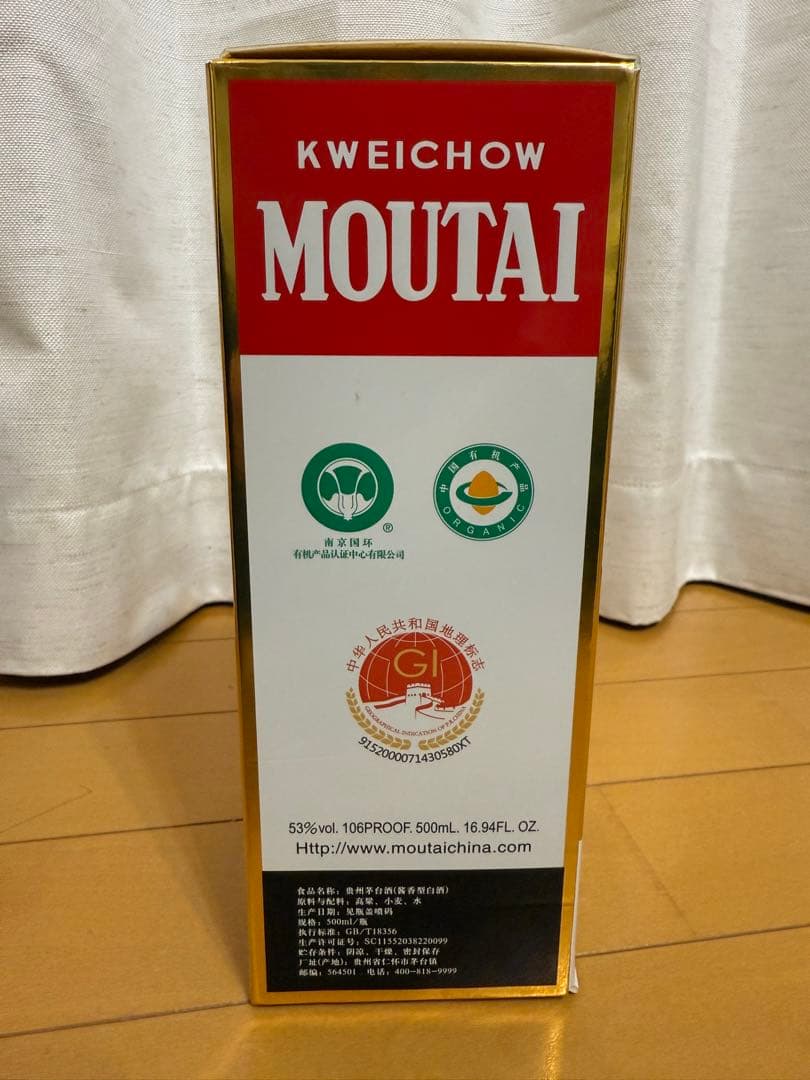 KWEICHOW
MOUTAI
中国有机产品
ORGANIC
®
南京国环
有机产品认证中心有限公司
中华人民共和国地理标志
GI
GEOGRAPHICAL INDICATION OF P.R.CHINA
9152000071430580XT
53%vol. 106PROOF. 500mL. 16.94FL. OZ.
Http://www.moutaichina.com
食品名称：贵州茅台酒(酱香型白酒)
原料与配料：高粱、小麦、水
生产日期：见瓶盖喷码
规格：500ml/瓶
执行标准：GB/T18356
生产许可证号：SC11552038220099
贮存条件：阴凉、干燥、密封保存
厂址(产地)：贵州省仁怀市茅台镇
邮编：564501 电话：400-818-9999